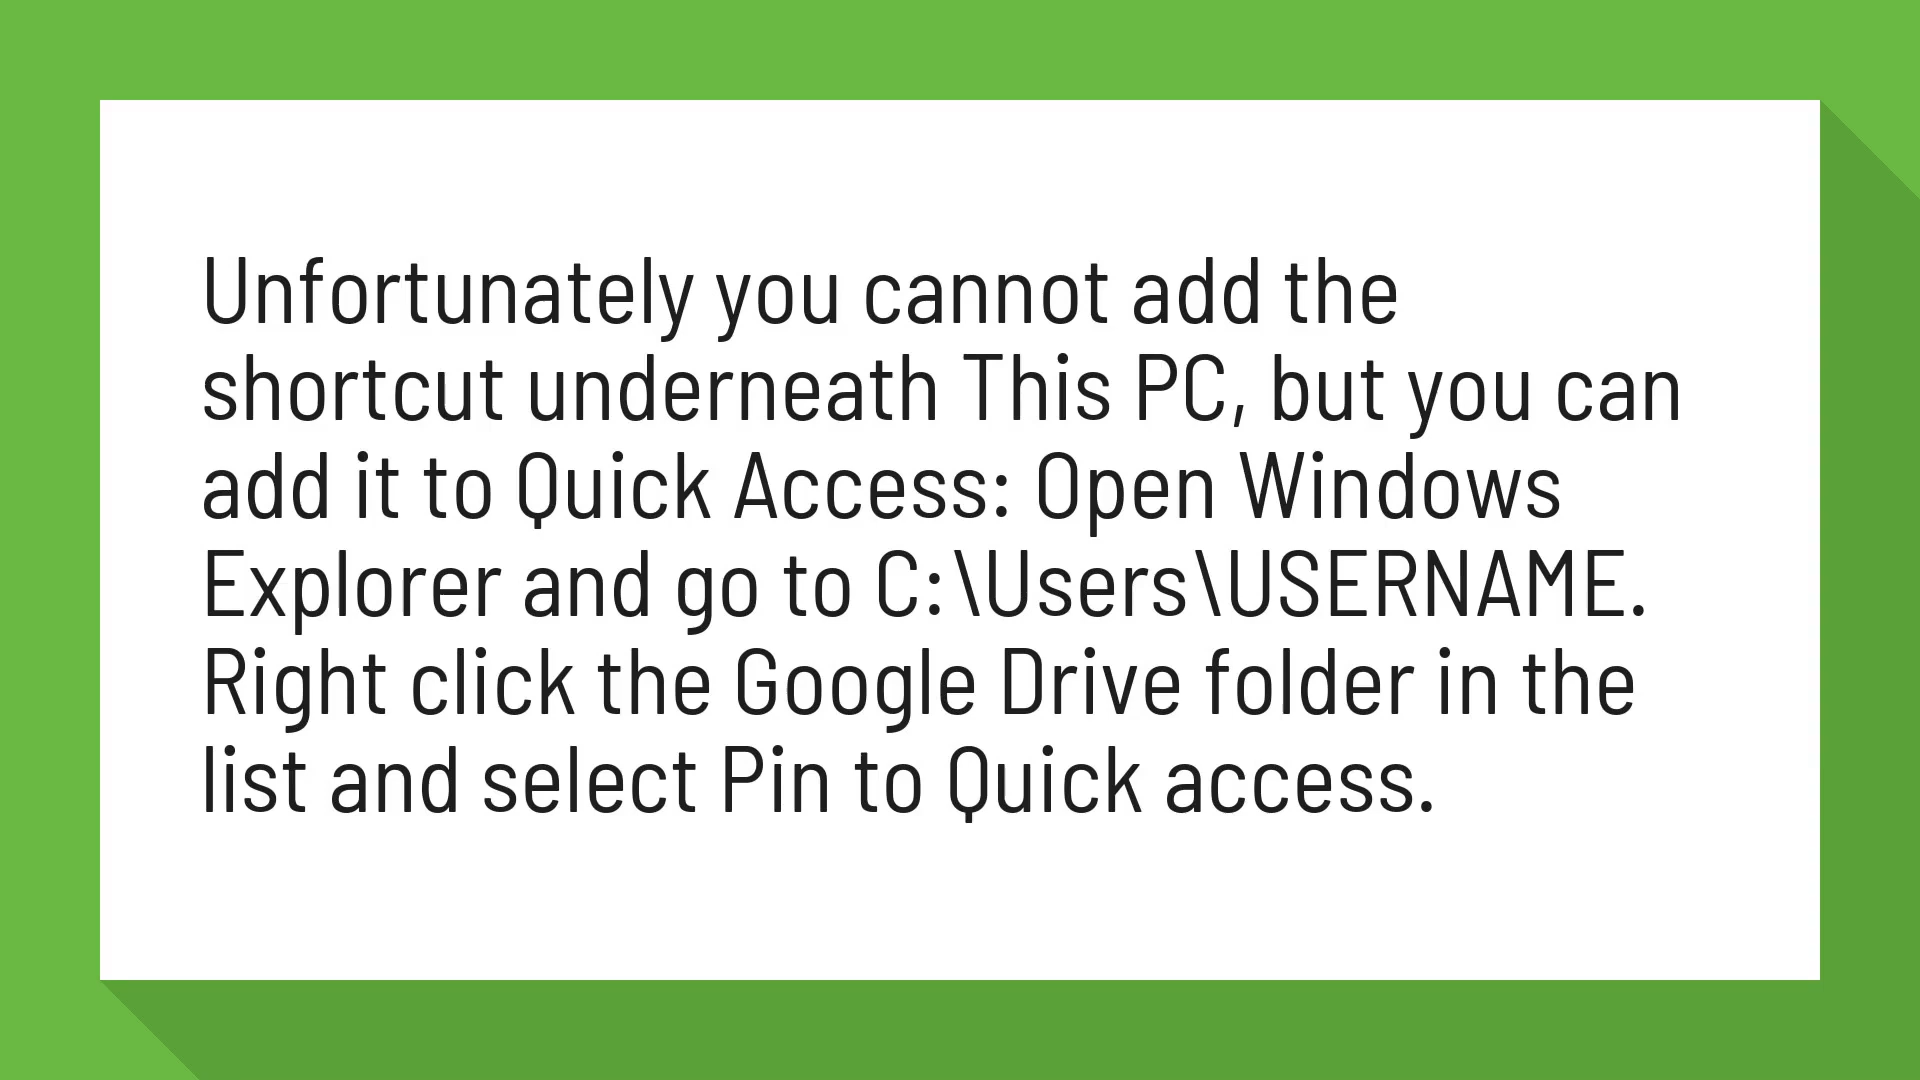 Unfortunately you cannot add the
shortcut underneath This PC, but you can
add it to Quick Access: Open Windows
Explorer and go to C:\Users\USERNAME.
Right click the Google Drive folder in the
list and select Pin to Quick access.